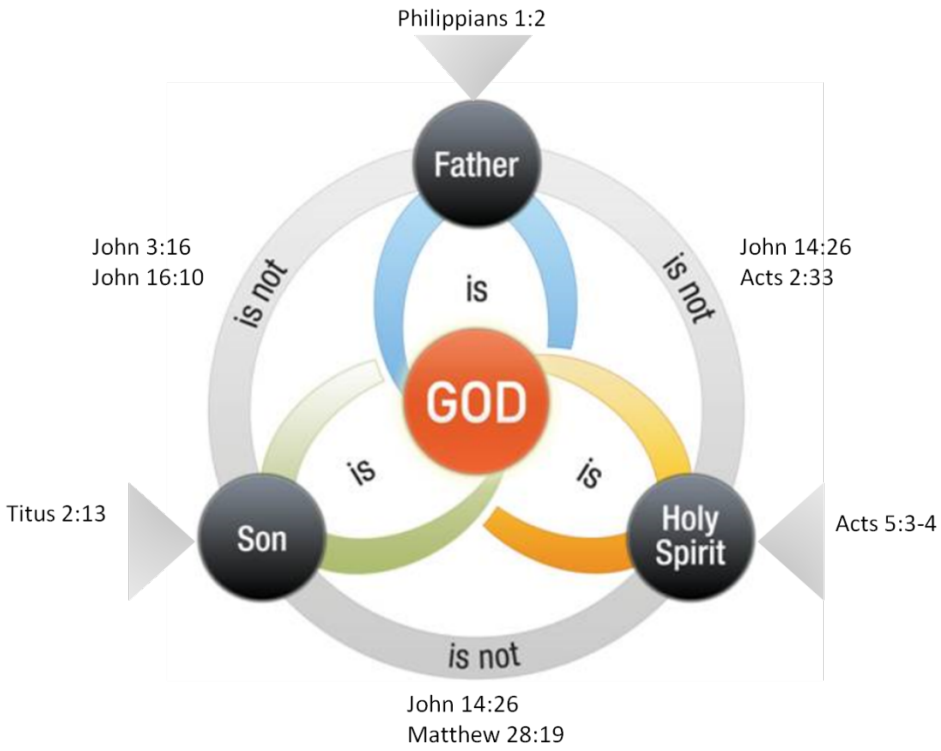 Philippians 1:2
Father
John 3:16
John 16:10
is not
is
is not
John 14:26
Acts 2:33
GOD
is
is
Titus 2:13
Son
Holy
Spirit
Acts 5:3-4
is not
John 14:26
Matthew 28:19